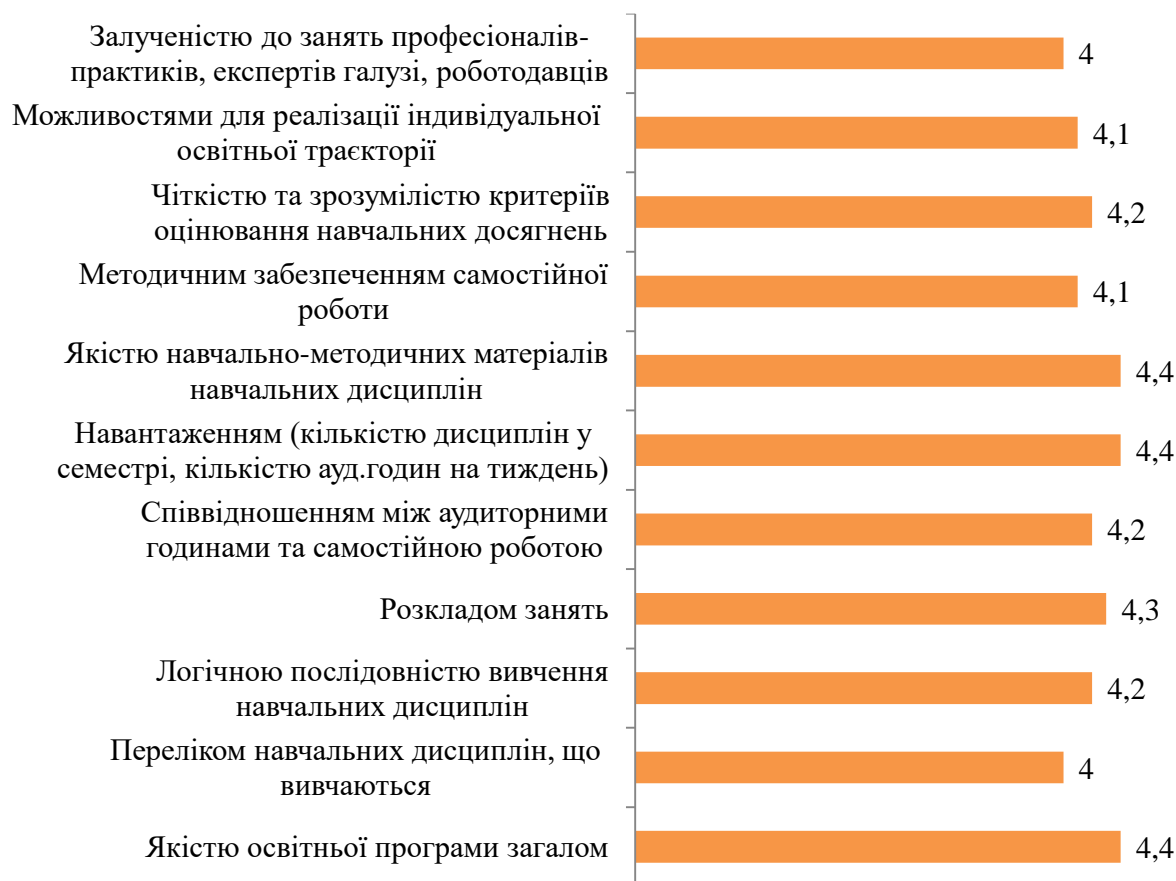 Залученістю до занять професіоналів-
практиків, експертів галузі, роботодавців
4
Можливостями для реалізації індивідуальної
освітньої траєкторії
4,1
Чіткістю та зрозумілістю критеріїв
оцінювання навчальних досягнень
4,2
Методичним забезпеченням самостійної
роботи
4,1
Якістю навчально-методичних матеріалів
навчальних дисциплін
4,4
Навантаженням (кількістю дисциплін у
семестрі, кількістю ауд.годин на тиждень)
4,4
Співвідношенням між аудиторними
годинами та самостійною роботою
4,2
Розкладом занять
4,3
Логічною послідовністю вивчення
навчальних дисциплін
4,2
Переліком навчальних дисциплін, що
вивчаються
4
Якістю освітньої програми загалом
4,4